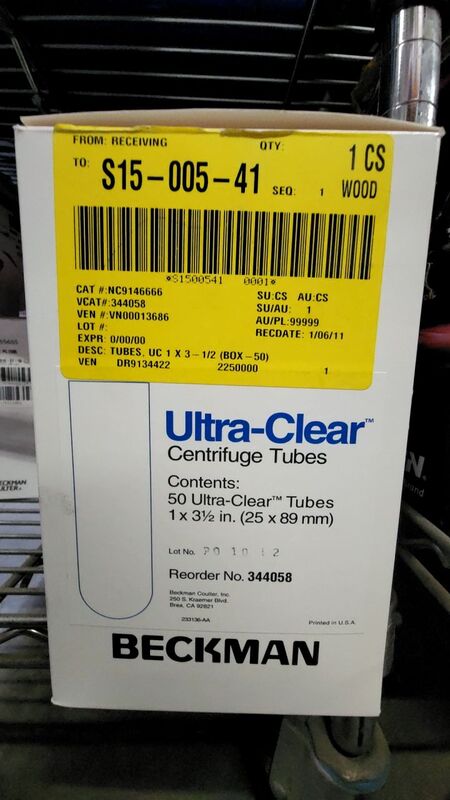 FROM: RECEIVING QTY: 1 CS
TO: S15-005-41 SEQ: 1 WOOD
*S1500541 0001*
CAT #:NC9146666 SU:CS AU:CS
VCAT#:344058 SU/AU: 1
VEN #:VN00013686 AU/PL:99999
LOT #: RECDATE: 1/06/11
EXPR: 0/00/00
DESC: TUBES, UC 1 X 3-1/2 (BOX-50)
VEN DR9134422 2250000 1
Ultra-Clear™
Centrifuge Tubes
Contents:
50 Ultra-Clear™ Tubes
1 x 3½ in. (25 x 89 mm)
Lot No.
Reorder No. 344058
Beckman Coulter, Inc.
250 S. Kraemer Blvd.
Brea, CA 92821
233136-AA Printed in U.S.A.
BECKMAN